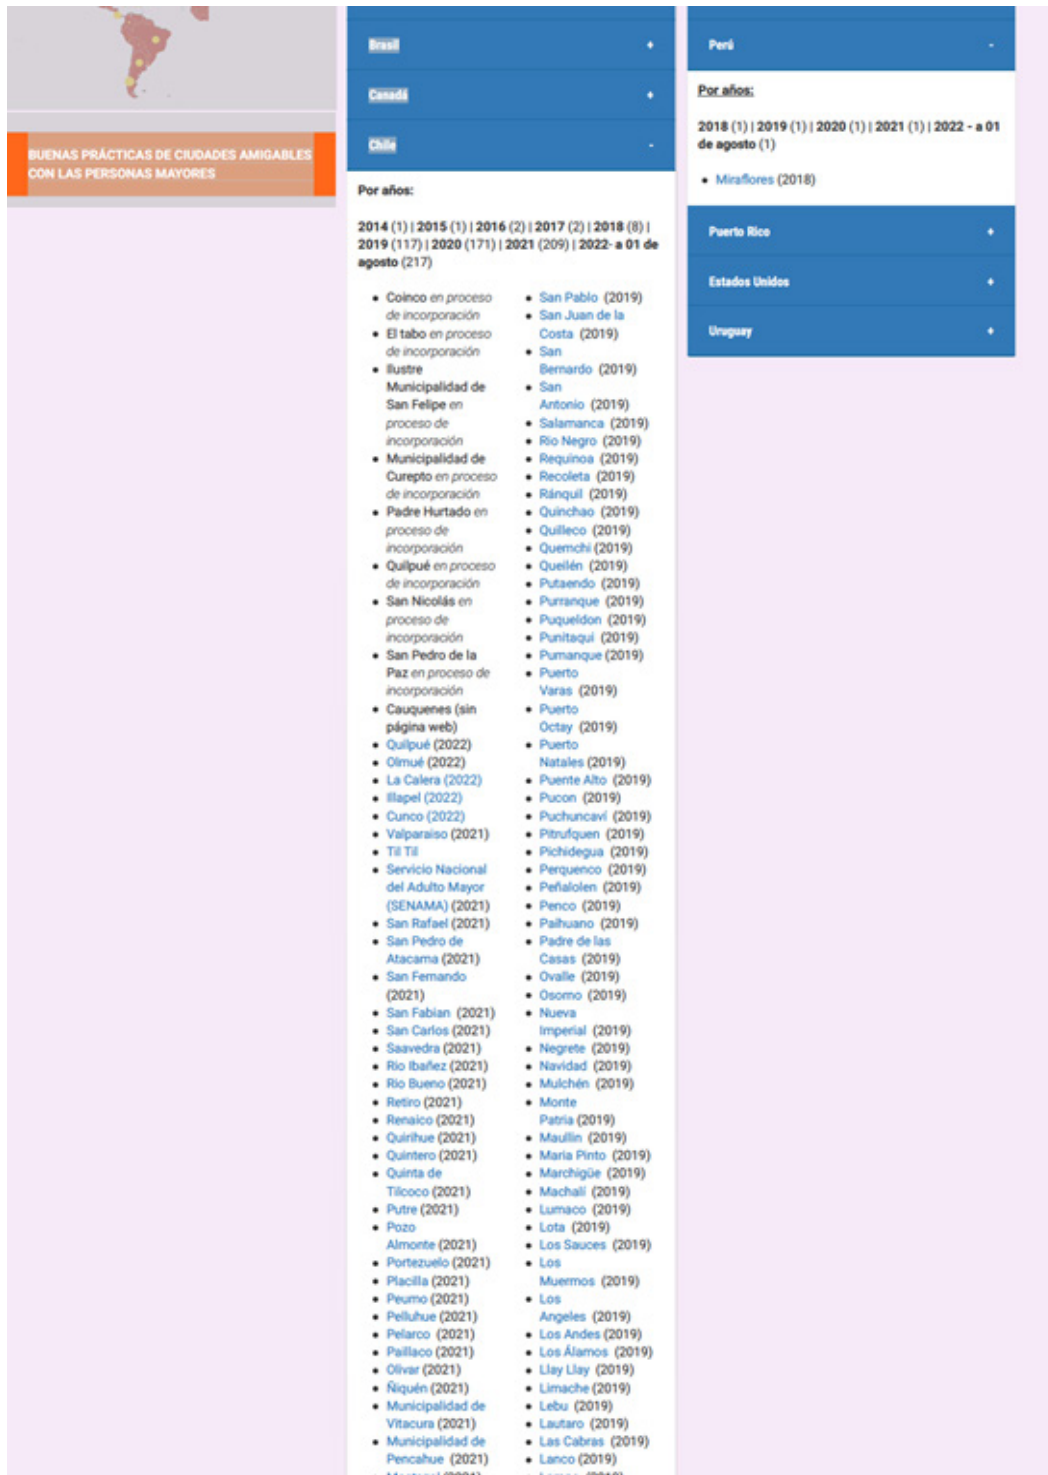 BUENAS PRÁCTICAS DE CIUDADES AMIGABLES
CON LAS PERSONAS MAYORES
Brasil +
Canadá +
Chile -
Por años:
2014 (1) | 2015 (1) | 2016 (2) | 2017 (2) | 2018 (8) |
2019 (117) | 2020 (171) | 2021 (209) | 2022- a 01 de
agosto (217)
• Coinco en proceso
de incorporación
• El tabo en proceso
de incorporación
• Ilustre
Municipalidad de
San Felipe en
proceso de
incorporación
• Municipalidad de
Curepto en proceso
de incorporación
• Padre Hurtado en
proceso de
incorporación
• Quilpué en proceso
de incorporación
• San Nicolás en
proceso de
incorporación
• San Pedro de la
Paz en proceso de
incorporación
• Cauquenes (sin
página web)
• Quilpué (2022)
• Olmué (2022)
• La Calera (2022)
• Illapel (2022)
• Cunco (2022)
• Valparaiso (2021)
• Til Til
• Servicio Nacional
del Adulto Mayor
(SENAMA) (2021)
• San Rafael (2021)
• San Pedro de
Atacama (2021)
• San Fernando
(2021)
• San Fabian (2021)
• San Carlos (2021)
• Saavedra (2021)
• Rio Ibañez (2021)
• Rio Bueno (2021)
• Retiro (2021)
• Renaico (2021)
• Quirihue (2021)
• Quintero (2021)
• Quinta de
Tilcoco (2021)
• Putre (2021)
• Pozo
Almonte (2021)
• Portezuelo (2021)
• Placilla (2021)
• Peumo (2021)
• Pelluhue (2021)
• Pelarco (2021)
• Paillaco (2021)
• Olivar (2021)
• Ñiquén (2021)
• Municipalidad de
Vitacura (2021)
• Municipalidad de
Pencahue (2021)
• San Pablo (2019)
• San Juan de la
Costa (2019)
• San
Bernardo (2019)
• San
Antonio (2019)
• Salamanca (2019)
• Rio Negro (2019)
• Requinoa (2019)
• Recoleta (2019)
• Ránquil (2019)
• Quinchao (2019)
• Quilleco (2019)
• Quemchi (2019)
• Queilén (2019)
• Putaendo (2019)
• Purranque (2019)
• Puqueldon (2019)
• Punitaqui (2019)
• Pumanque (2019)
• Puerto
Varas (2019)
• Puerto
Octay (2019)
• Puerto
Natales (2019)
• Puente Alto (2019)
• Pucon (2019)
• Puchuncaví (2019)
• Pitrufquen (2019)
• Pichidegua (2019)
• Perquenco (2019)
• Peñalolen (2019)
• Penco (2019)
• Paihuano (2019)
• Padre de las
Casas (2019)
• Ovalle (2019)
• Osorno (2019)
• Nueva
Imperial (2019)
• Negrete (2019)
• Navidad (2019)
• Mulchén (2019)
• Monte
Patria (2019)
• Maullin (2019)
• Maria Pinto (2019)
• Marchigüe (2019)
• Machalí (2019)
• Lumaco (2019)
• Lota (2019)
• Los Sauces (2019)
• Los
Muermos (2019)
• Los
Angeles (2019)
• Los Andes (2019)
• Los Álamos (2019)
• Llay Llay (2019)
• Limache (2019)
• Lebu (2019)
• Lautaro (2019)
• Las Cabras (2019)
• Lanco (2019)
Perú -
Por años:
2018 (1) | 2019 (1) | 2020 (1) | 2021 (1) | 2022 - a 01
de agosto (1)
• Miraflores (2018)
Puerto Rico +
Estados Unidos +
Uruguay +